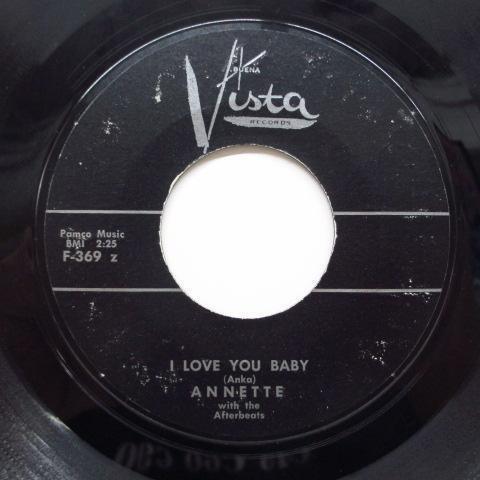 BUENA
Vista
RECORDS
Pamco Music
BMI 2:25
F-369 z
I LOVE YOU BABY
(Anka)
ANNETTE
with the
Afterbeats